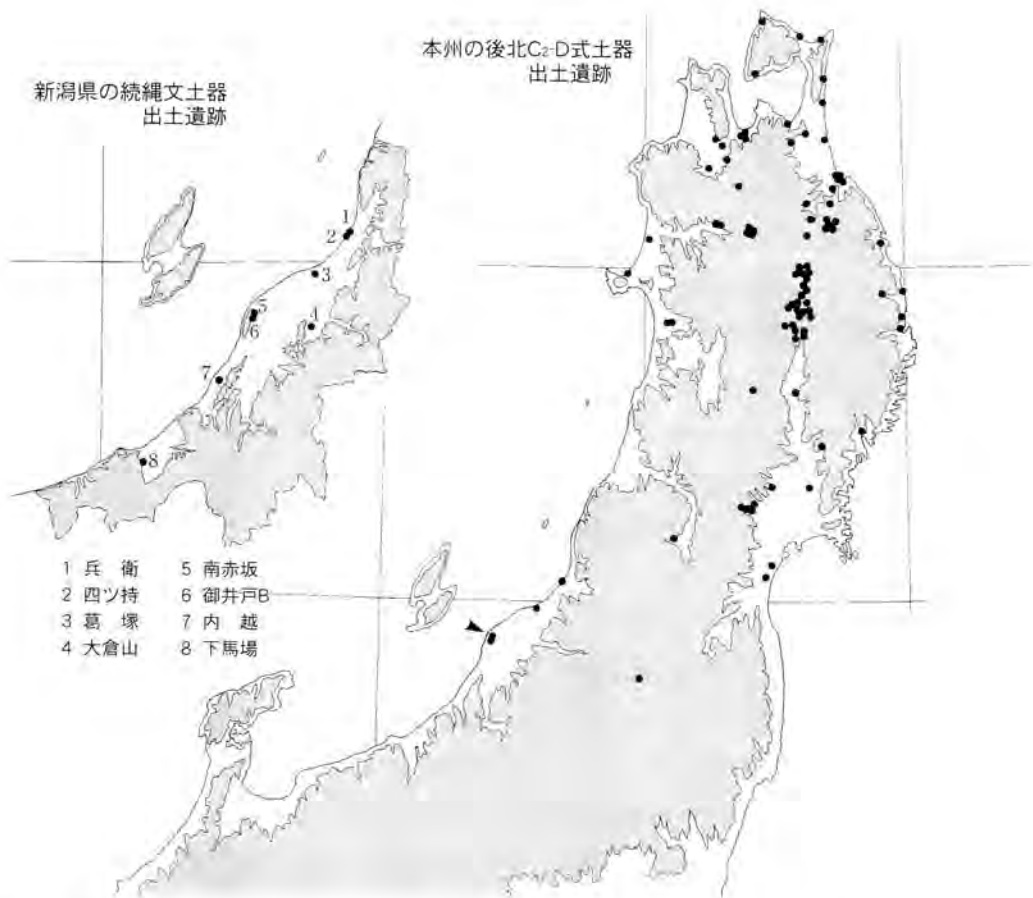 新潟県の続縄文土器
出土遺跡
本州の後北C₂-D式土器
出土遺跡
1
2
3
4
5
6
7
8
1 兵 衛
2 四ツ持
3 葛 塚
4 大倉山
5 南赤坂
6 御井戸B
7 内 越
8 下馬場